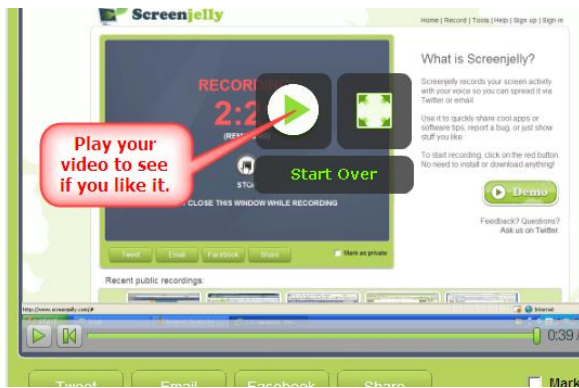 Screenjelly
Home | Record | Tools | Help | Sign up | Sign in
What is Screenjelly?
Screenjelly records your screen activity
with your voice so you can spread it via
Twitter or email.
Use it to quickly share cool apps or
software tips, report a bug, or just show
stuff you like.
To start recording, click on the red button.
No need to install or download anything!
Demo
Feedback? Questions?
Ask us on Twitter
RECORD
2:2
Play your
video to see
if you like it.
Start Over
CLOSE THIS WINDOW WHILE RECORDING
Tweet Email Facebook Share Mark as private
Recent public recordings:
http://www.screenjelly.com/#
Internet
0:39 /
Tweet Email Facebook Share Mark